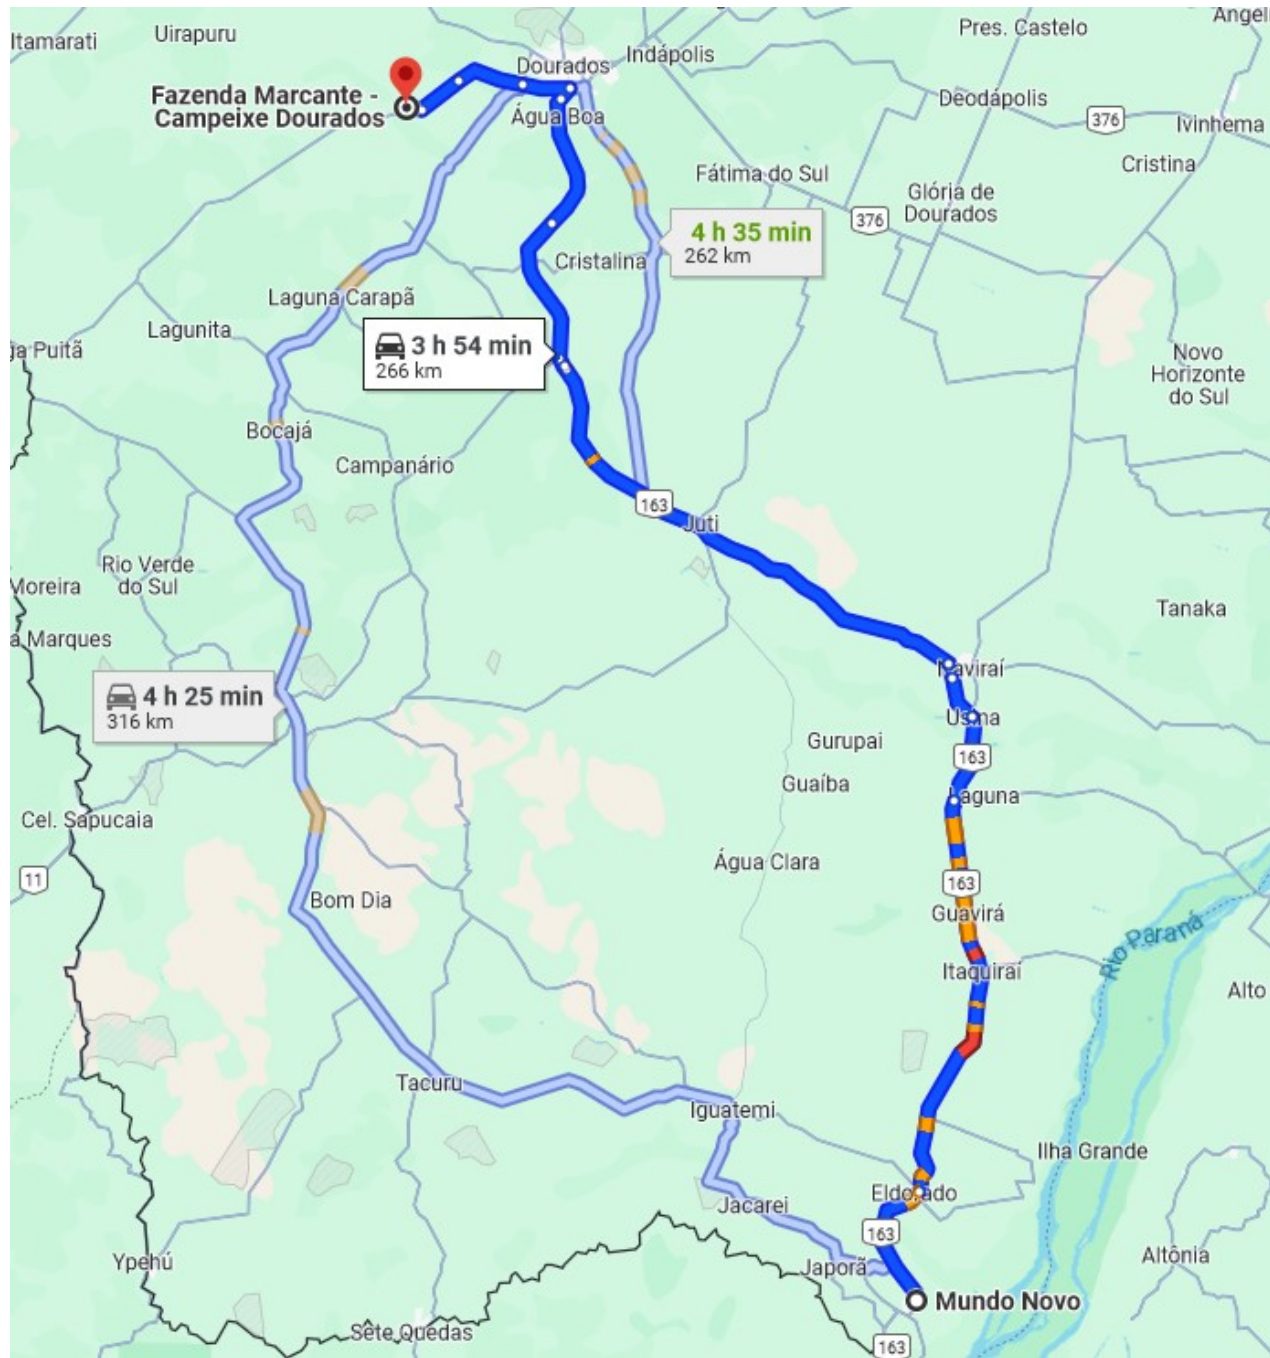 Angel
Itamarati
Uirapuru
Pres. Castelo
Indápolis
Dourados
Fazenda Marcante -
Campeixe Dourados
Água Boa
Deodápolis
376
Ivinhema
Cristina
Fátima do Sul
Glória de
Dourados
376
4 h 35 min
262 km
Cristalina
Laguna Carapã
Lagunita
3 h 54 min
266 km
ga Puitã
Novo
Horizonte
do Sul
Bocajá
Campanário
163
Juti
Rio Verde
do Sul
Moreira
Tanaka
a Marques
Naviraí
4 h 25 min
316 km
Usina
Gurupai
163
Guaíba
Laguna
Cel. Sapucaia
Água Clara
11
163
Bom Dia
Guavirá
Rio Paraná
Itaquiraí
Alto
Tacuru
Iguatemi
Ilha Grande
Eldorado
Jacarei
163
Altônia
Ypehú
Japorã
Mundo Novo
Sête Quedas
163